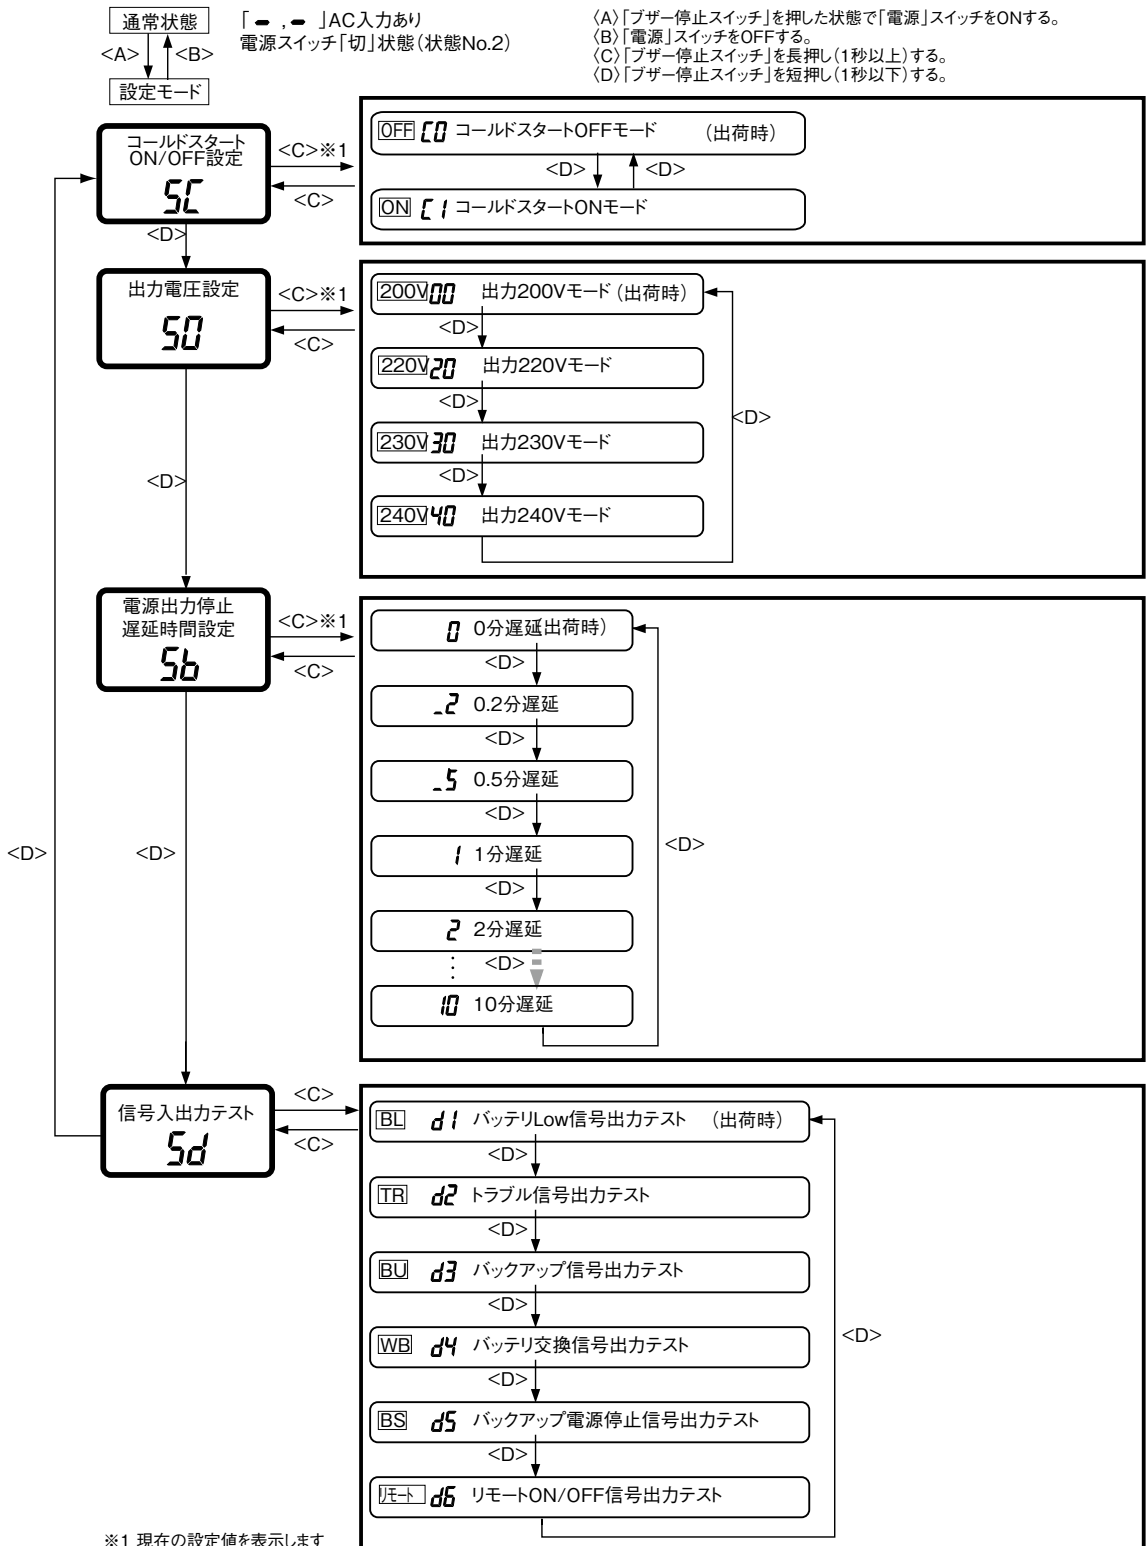 通常状態
<A>
<B>
設定モード
「 - , - 」AC入力あり
電源スイッチ「切」状態(状態No.2)
〈A〉「ブザー停止スイッチ」を押した状態で「電源」スイッチをONする。
〈B〉「電源」スイッチをOFFする。
〈C〉「ブザー停止スイッチ」を長押し(1秒以上)する。
〈D〉「ブザー停止スイッチ」を短押し(1秒以下)する。
コールドスタート
ON/OFF設定
SC
<C>※1
<C>
OFF C0 コールドスタートOFFモード (出荷時)
<D> <D>
ON C1 コールドスタートONモード
<D>
出力電圧設定
S0
<C>※1
<C>
200V 00 出力200Vモード(出荷時)
<D>
220V 20 出力220Vモード
<D>
230V 30 出力230Vモード
<D>
240V 40 出力240Vモード
<D>
<D>
電源出力停止
遅延時間設定
Sb
<C>※1
<C>
0 0分遅延(出荷時)
<D>
_2 0.2分遅延
<D>
_5 0.5分遅延
<D>
1 1分遅延
<D>
2 2分遅延
⋮ <D>
10 10分遅延
<D>
<D>
<D>
信号入出力テスト
Sd
<C>
<C>
BL d1 バッテリLow信号出力テスト (出荷時)
<D>
TR d2 トラブル信号出力テスト
<D>
BU d3 バックアップ信号出力テスト
<D>
WB d4 バッテリ交換信号出力テスト
<D>
BS d5 バックアップ電源停止信号出力テスト
<D>
リモート d6 リモートON/OFF信号出力テスト
<D>
※1 現在の設定値を表示します